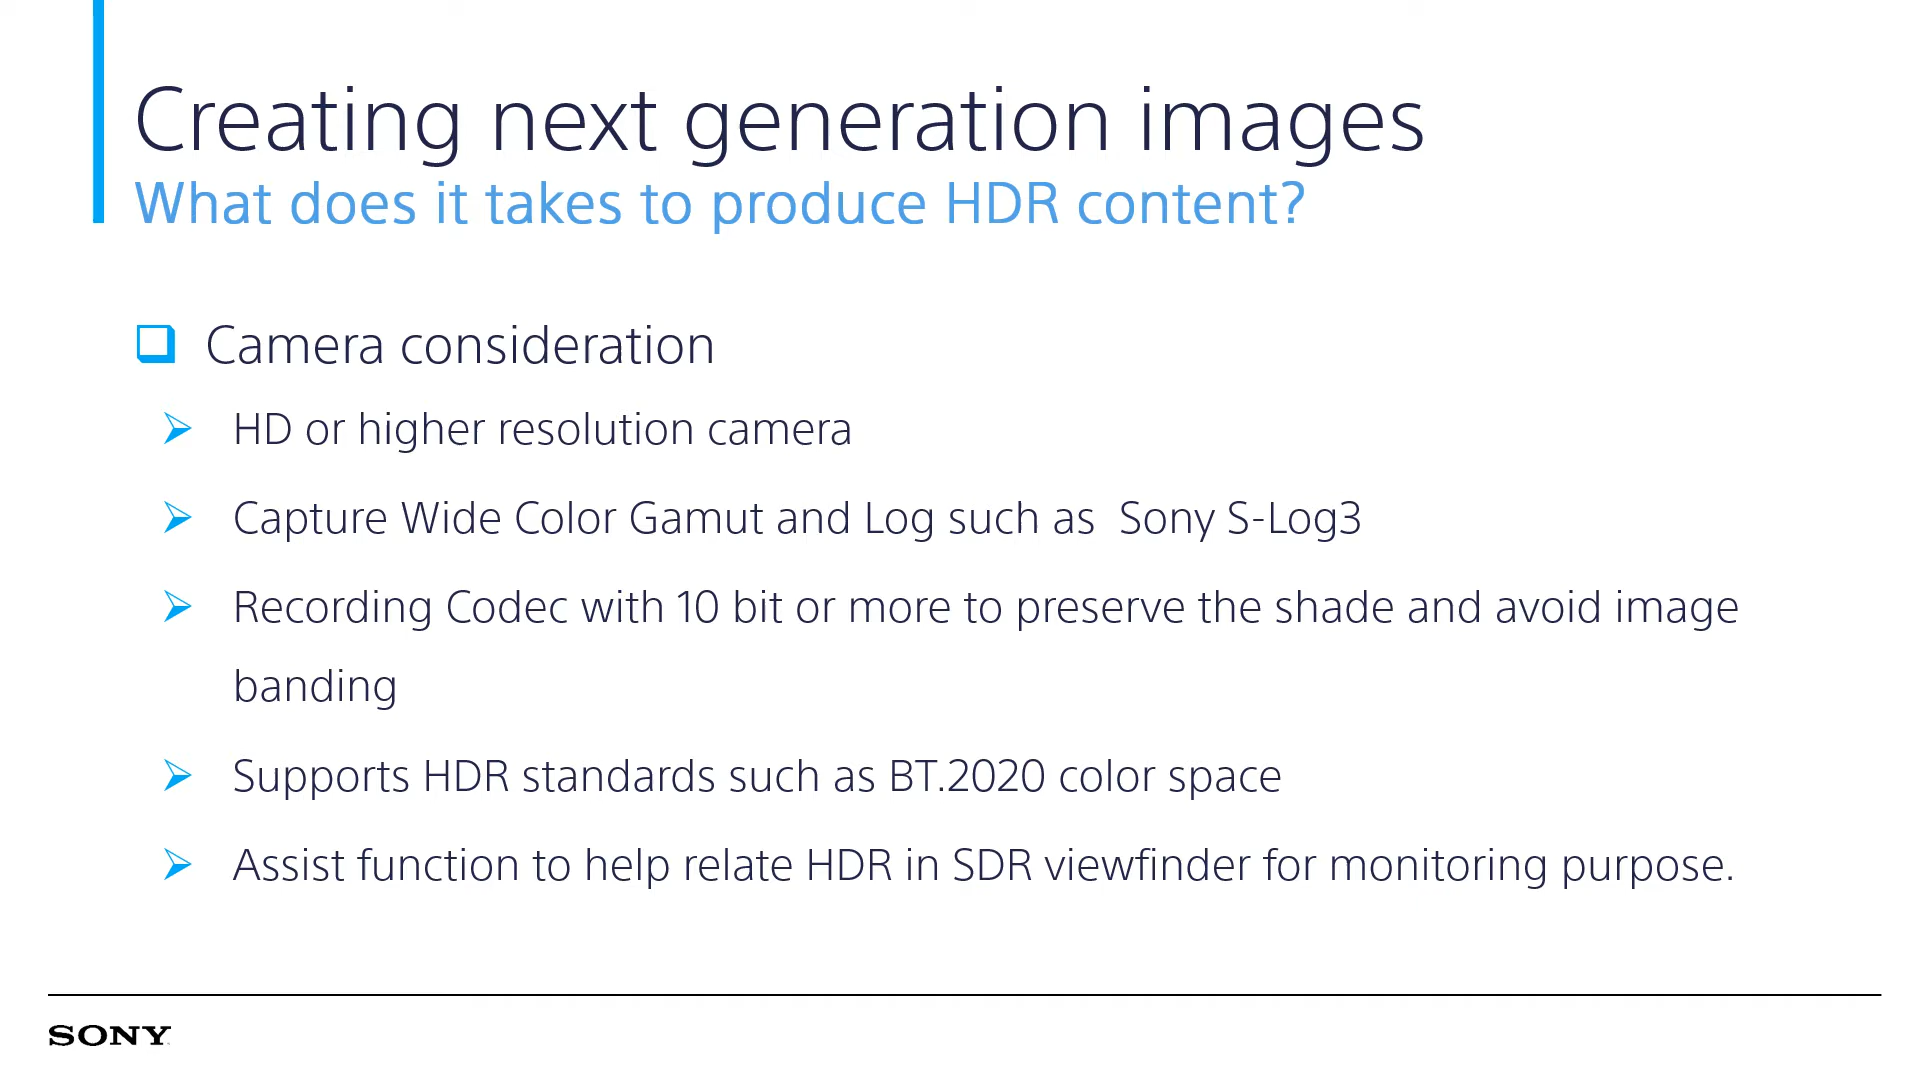 Creating next generation images
What does it takes to produce HDR content?
Camera consideration
HD or higher resolution camera
Capture Wide Color Gamut and Log such as  Sony S-Log3
Recording Codec with 10 bit or more to preserve the shade and avoid image
banding
Supports HDR standards such as BT.2020 color space
Assist function to help relate HDR in SDR viewfinder for monitoring purpose.
SONY